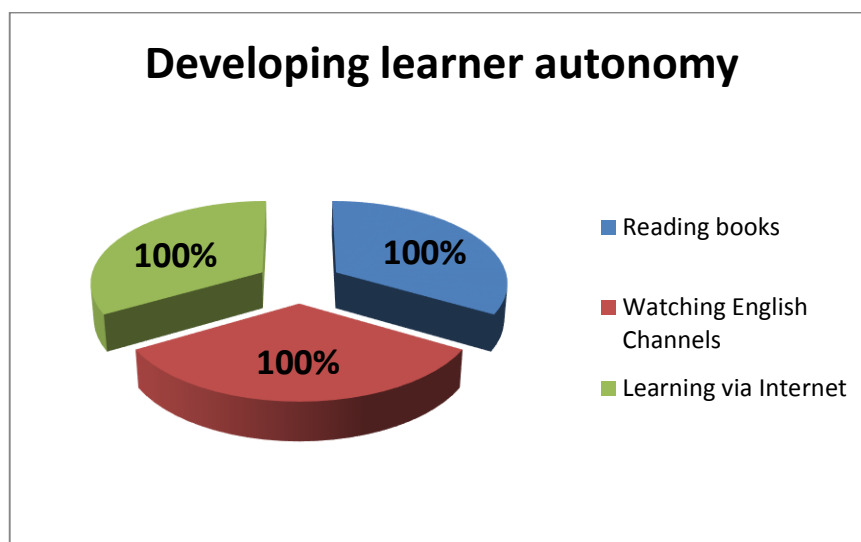 Developing learner autonomy
100%
100%
100%
Reading books
Watching English
Channels
Learning via Internet